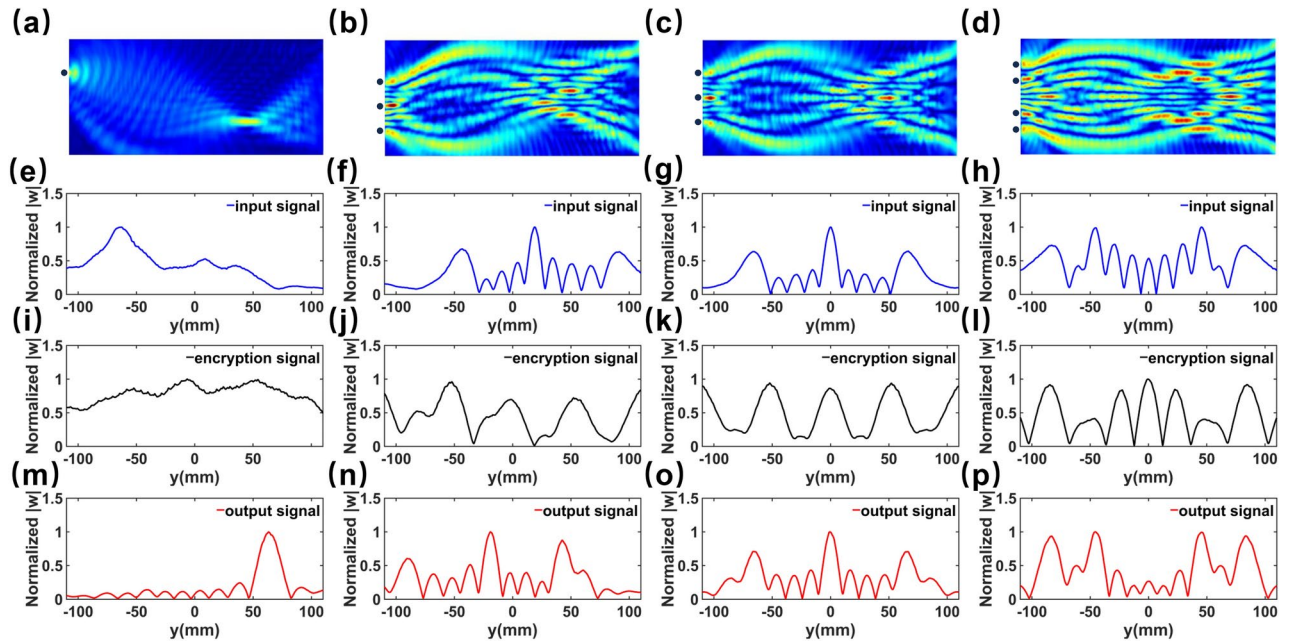 (a) (b) (c) (d)
(e) (f) (g) (h)
Normalized |w| 1.5 1 0.5 0 input signal -100 -50 0 50 100 y(mm)
Normalized |w| 1.5 1 0.5 0 input signal -100 -50 0 50 100 y(mm)
Normalized |w| 1.5 1 0.5 0 input signal -100 -50 0 50 100 y(mm)
Normalized |w| 1.5 1 0.5 0 input signal -100 -50 0 50 100 y(mm)
(i) (j) (k) (l)
Normalized |w| 1.5 1 0.5 0 encryption signal -100 -50 0 50 100 y(mm)
Normalized |w| 1.5 1 0.5 0 encryption signal -100 -50 0 50 100 y(mm)
Normalized |w| 1.5 1 0.5 0 encryption signal -100 -50 0 50 100 y(mm)
Normalized |w| 1.5 1 0.5 0 encryption signal -100 -50 0 50 100 y(mm)
(m) (n) (o) (p)
Normalized |w| 1.5 1 0.5 0 output signal -100 -50 0 50 100 y(mm)
Normalized |w| 1.5 1 0.5 0 output signal -100 -50 0 50 100 y(mm)
Normalized |w| 1.5 1 0.5 0 output signal -100 -50 0 50 100 y(mm)
Normalized |w| 1.5 1 0.5 0 output signal -100 -50 0 50 100 y(mm)